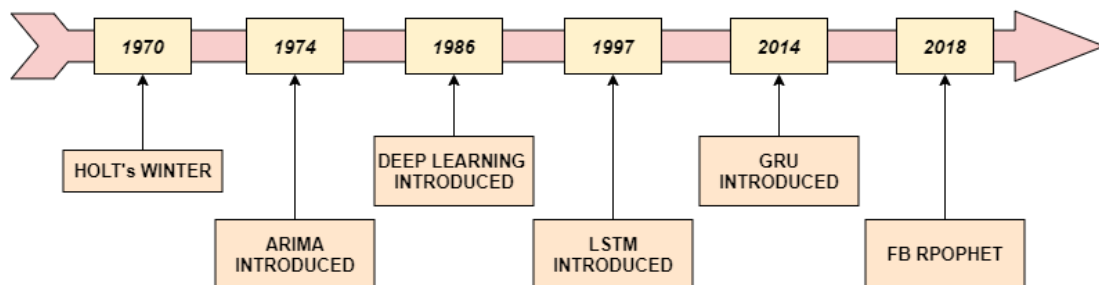 1970
1974
1986
1997
2014
2018
HOLT's WINTER
DEEP LEARNING
INTRODUCED
GRU
INTRODUCED
ARIMA
INTRODUCED
LSTM
INTRODUCED
FB RPOPHET